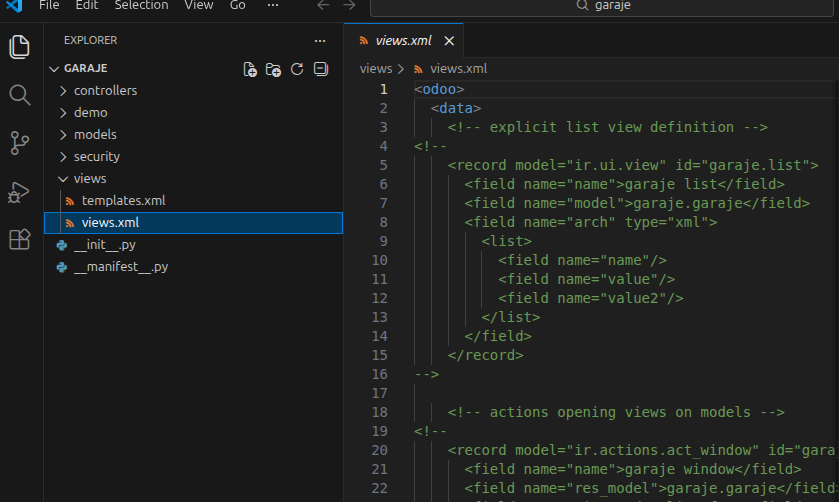 File Edit Selection View Go ··· garaje
EXPLORER ···
GARAJE
controllers
demo
models
security
views
templates.xml
views.xml
__init__.py
__manifest__.py
views.xml
views > views.xml
1 <odoo>
2 <data>
3 <!-- explicit list view definition -->
4 <!--
5 <record model="ir.ui.view" id="garaje.list">
6 <field name="name">garaje list</field>
7 <field name="model">garaje.garaje</field>
8 <field name="arch" type="xml">
9 <list>
10 <field name="name"/>
11 <field name="value"/>
12 <field name="value2"/>
13 </list>
14 </field>
15 </record>
16 -->
17
18 <!-- actions opening views on models -->
19 <!--
20 <record model="ir.actions.act_window" id="gara
21 <field name="name">garaje window</field>
22 <field name="res_model">garaje.garaje</field>